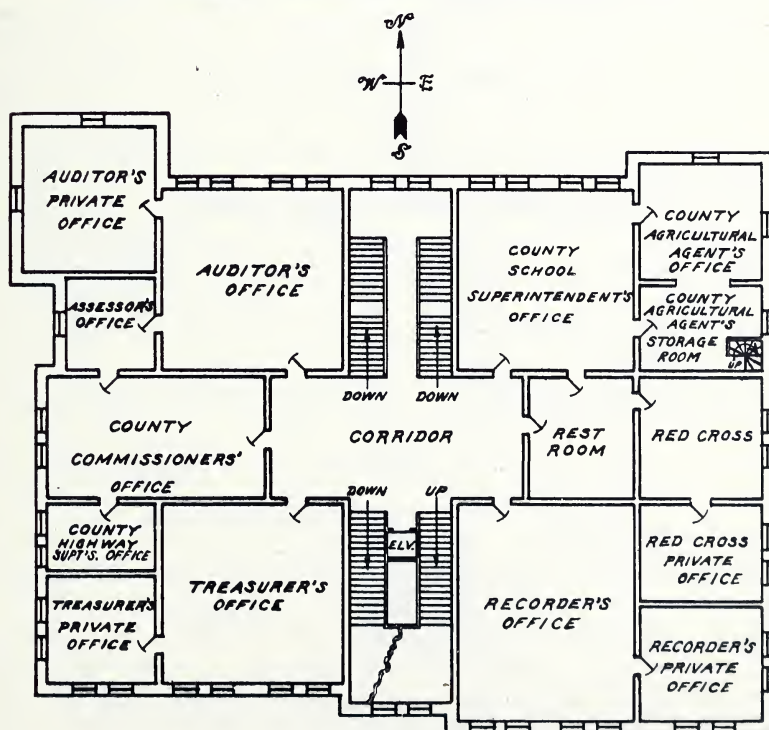 N
W E
S
AUDITOR'S
PRIVATE
OFFICE
AUDITOR'S
OFFICE
ASSESSOR'S
OFFICE
COUNTY
SCHOOL
SUPERINTENDENT'S
OFFICE
COUNTY
AGRICULTURAL
AGENT'S
OFFICE
COUNTY
AGRICULTURAL
AGENT'S
STORAGE
ROOM
UP
DOWN
DOWN
COUNTY
COMMISSIONERS'
OFFICE
CORRIDOR
REST
ROOM
RED CROSS
DOWN
UP
ELV.
COUNTY
HIGHWAY
SUPT'S. OFFICE
TREASURER'S
OFFICE
TREASURER'S
PRIVATE
OFFICE
RECORDER'S
OFFICE
RED CROSS
PRIVATE
OFFICE
RECORDER'S
PRIVATE
OFFICE